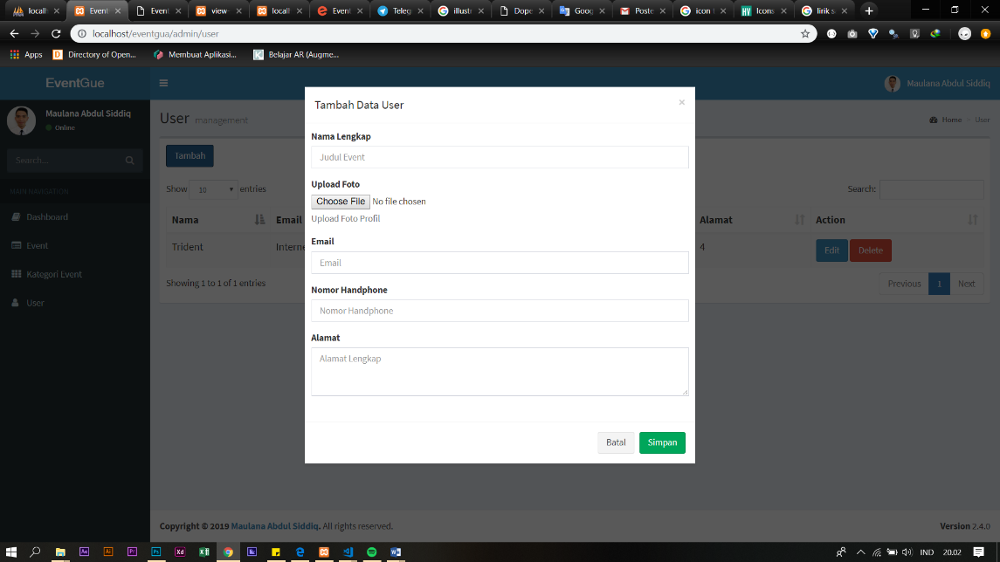 locall
Event
Event
view-
locall
Event
Teleg
illustr
Dope
Goog
Poste
icon
Icons
lirik s
localhost/eventgua/admin/user
Apps
Directory of Open...
Membuat Aplikasi...
Belajar AR (Augme...
EventGue
Maulana Abdul Siddiq
Maulana Abdul Siddiq
Online
Search...
MAIN NAVIGATION
Dashboard
Event
Kategori Event
User
User management
Home
User
Tambah
Show 10 entries
Search:
Nama
Email
Alamat
Action
Trident
Interne
4
Edit
Delete
Showing 1 to 1 of 1 entries
Previous
1
Next
Tambah Data User
×
Nama Lengkap
Judul Event
Upload Foto
Choose File No file chosen
Upload Foto Profil
Email
Email
Nomor Handphone
Nomor Handphone
Alamat
Alamat Lengkap
Batal
Simpan
Copyright © 2019 Maulana Abdul Siddiq. All rights reserved.
Version 2.4.0
IND
20.02